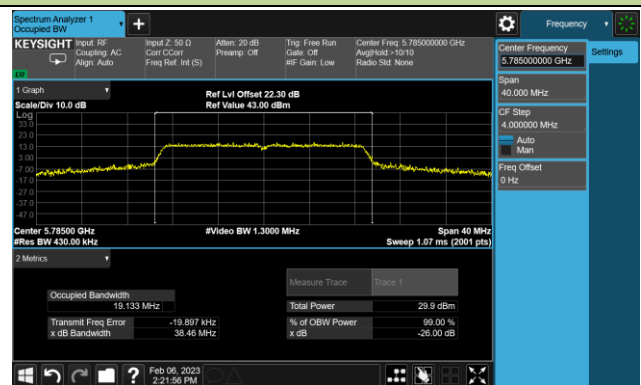 Spectrum Analyzer 1
Occupied BW
Frequency
KEYSIGHT
Input: RF
Coupling: AC
Align: Auto
Input Z: 50 Ω
Corr CCorr
Freq Ref: Int (S)
Atten: 20 dB
Preamp: Off
Trig: Free Run
Gate: Off
#IF Gain: Low
Center Freq: 5.785000000 GHz
Avg|Hold:>10/10
Radio Std: None
Center Frequency
5.785000000 GHz
Settings
Span
40.000 MHz
CF Step
4.000000 MHz
Auto
Man
Freq Offset
0 Hz
1 Graph
Scale/Div 10.0 dB
Ref Lvl Offset 22.30 dB
Ref Value 43.00 dBm
Log
33.0
23.0
13.0
3.00
-7.00
-17.0
-27.0
-37.0
-47.0
Center 5.78500 GHz
#Res BW 430.00 kHz
#Video BW 1.3000 MHz
Span 40 MHz
Sweep 1.07 ms (2001 pts)
2 Metrics
Measure Trace
Trace 1
Occupied Bandwidth
19.133 MHz
Total Power
29.9 dBm
Transmit Freq Error
-19.897 kHz
% of OBW Power
99.00 %
x dB Bandwidth
38.46 MHz
x dB
-26.00 dB
?
Feb 06, 2023
2:21:56 PM